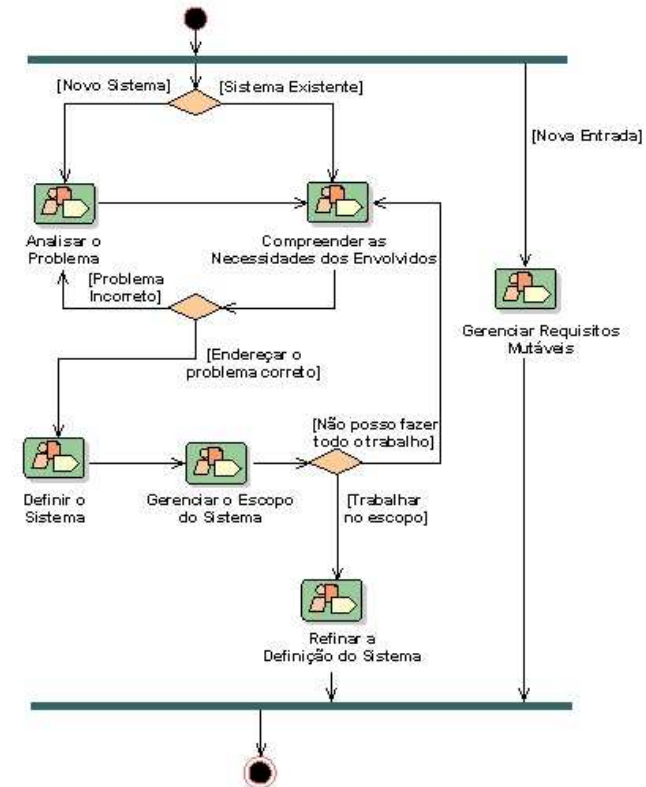 [Novo Sistema]
[Sistema Existente]
[Nova Entrada]
Analisar o
Problema
Compreender as
Necessidades dos Envolvidos
[Problema
Incorreto]
Gerenciar Requisitos
Mutáveis
[Endereçar o
problema correto]
[Não posso fazer
todo o trabalho]
Definir o
Sistema
Gerenciar o Escopo
do Sistema
[Trabalhar
no escopo]
Refinar a
Definição do Sistema